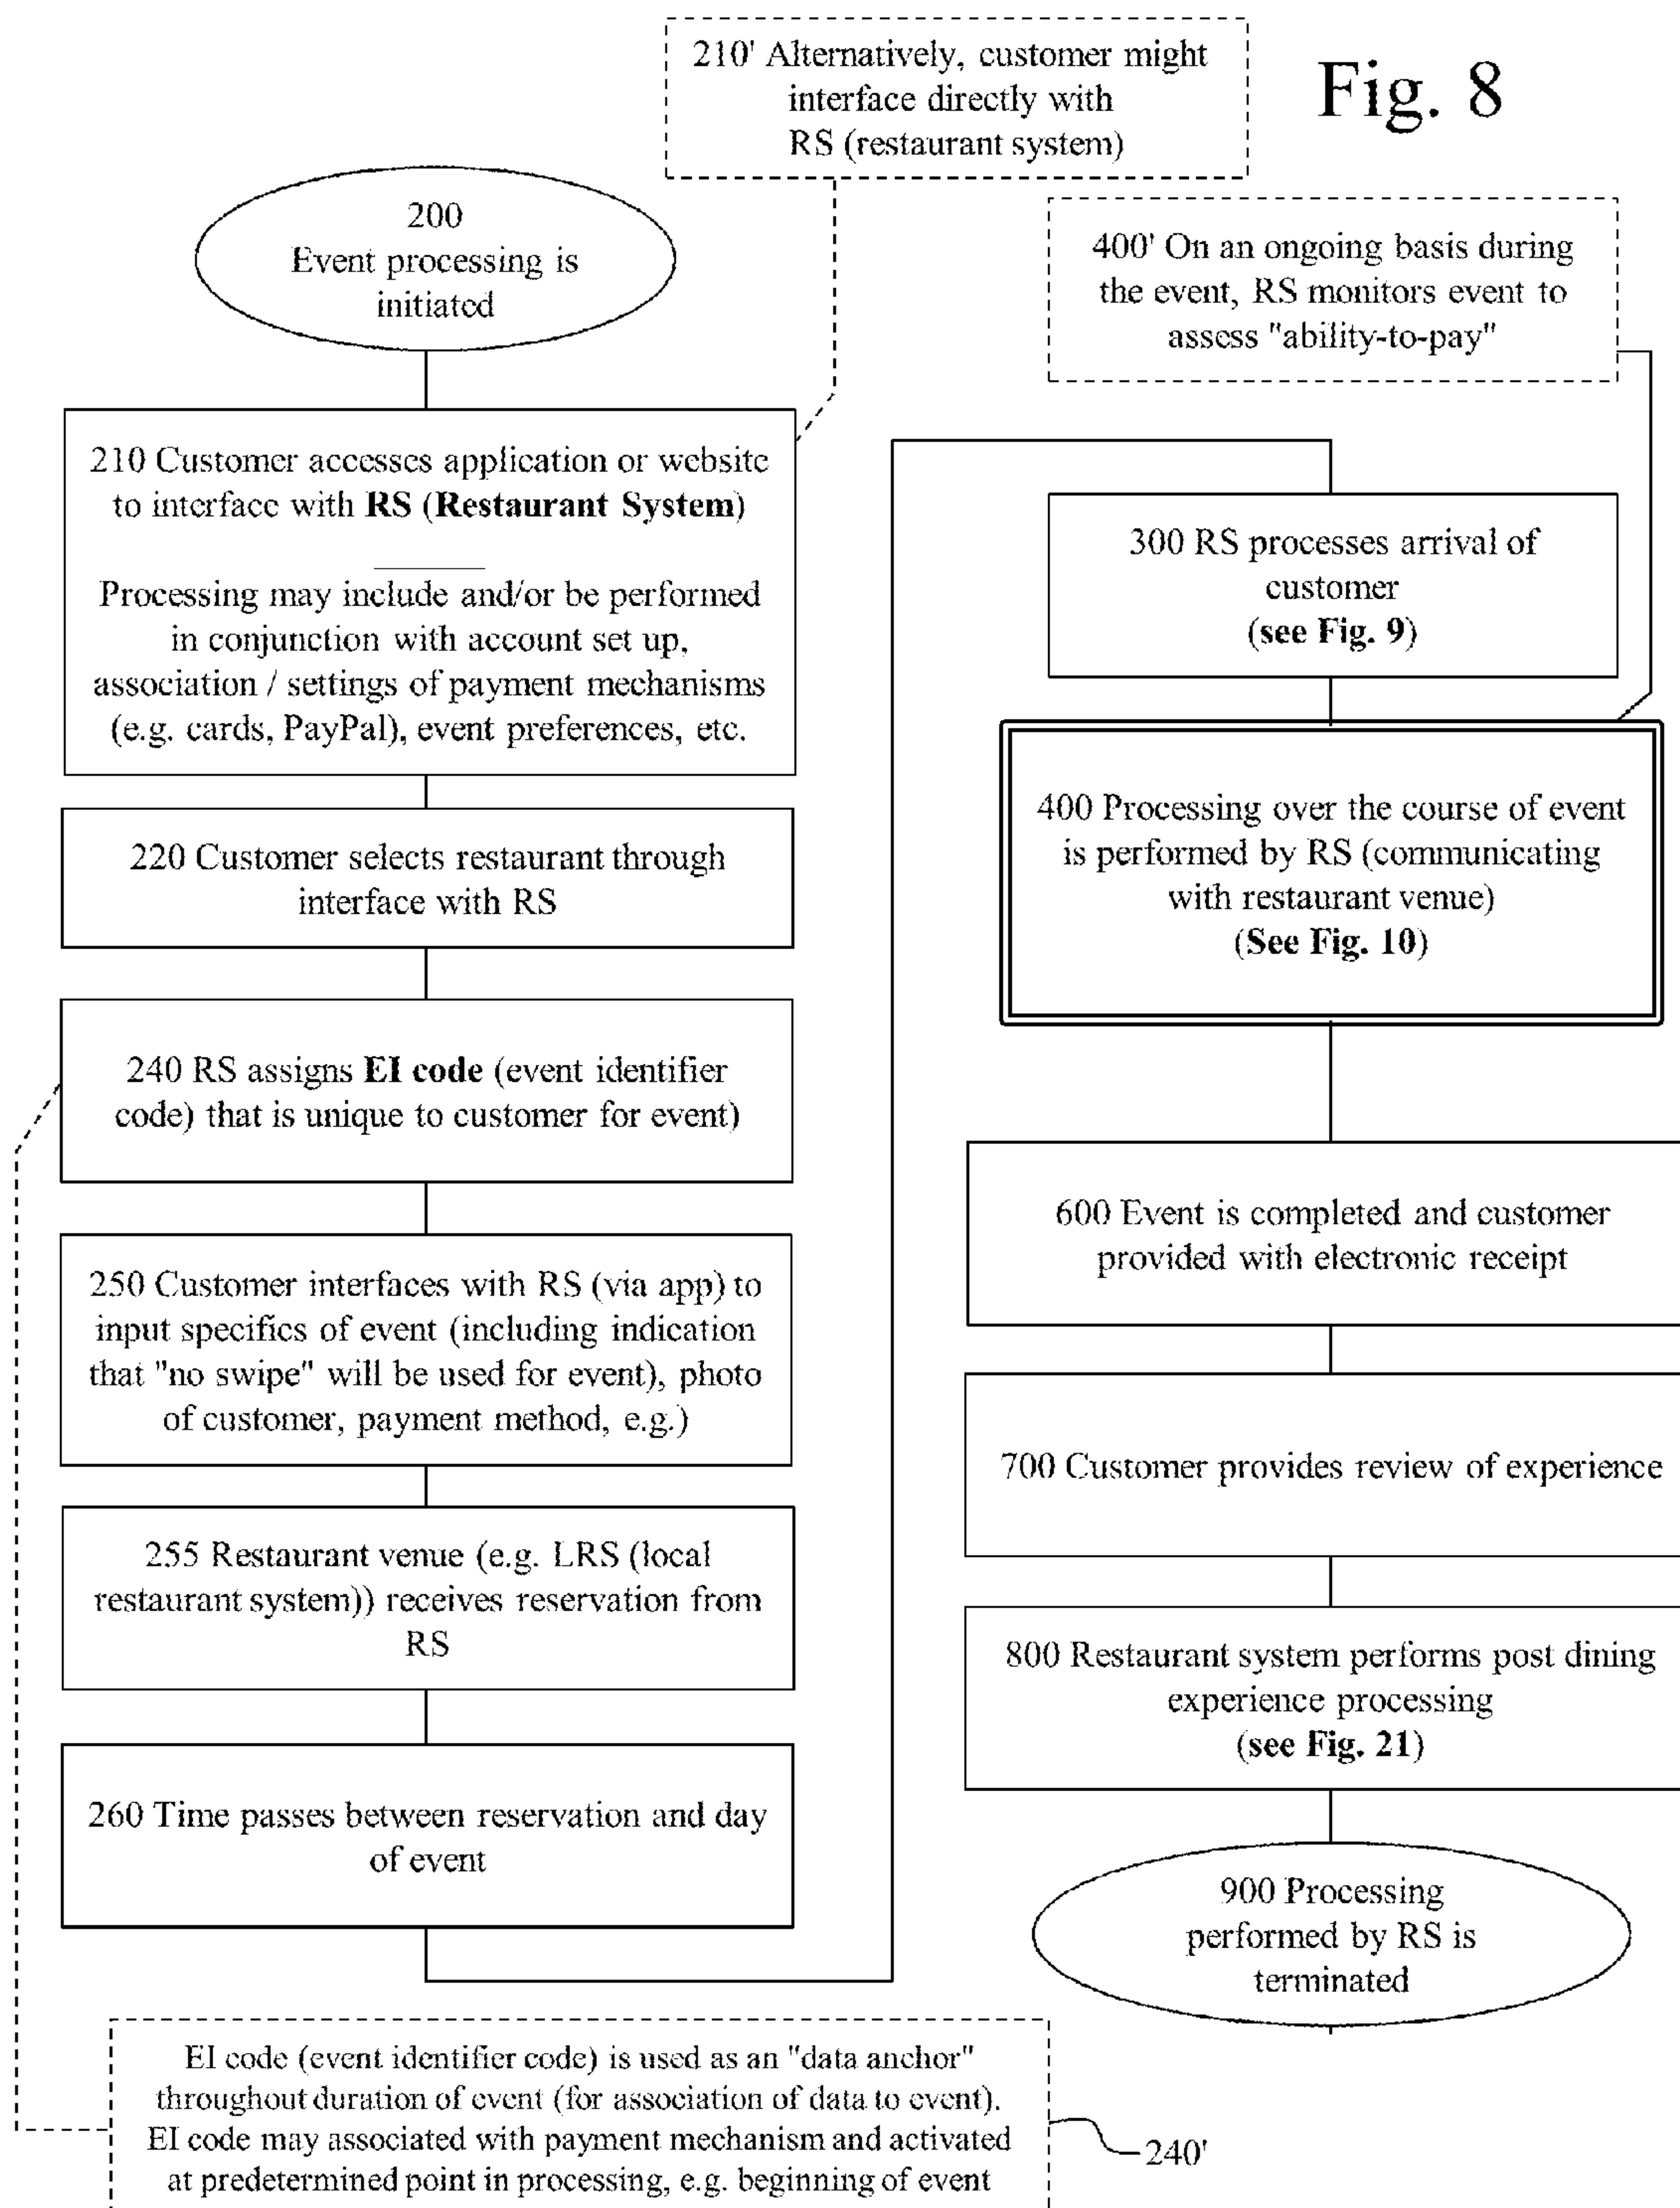 Fig. 8
210' Alternatively, customer might
interface directly with
RS (restaurant system)
200
Event processing is
initiated
400' On an ongoing basis during
the event, RS monitors event to
assess "ability-to-pay"
210 Customer accesses application or website
to interface with RS (Restaurant System)
Processing may include and/or be performed
in conjunction with account set up,
association / settings of payment mechanisms
(e.g. cards, PayPal), event preferences, etc.
220 Customer selects restaurant through
interface with RS
240 RS assigns EI code (event identifier
code) that is unique to customer for event)
250 Customer interfaces with RS (via app) to
input specifics of event (including indication
that "no swipe" will be used for event), photo
of customer, payment method, e.g.)
255 Restaurant venue (e.g. LRS (local
restaurant system)) receives reservation from
RS
260 Time passes between reservation and day
of event
300 RS processes arrival of
customer
(see Fig. 9)
400 Processing over the course of event
is performed by RS (communicating
with restaurant venue)
(See Fig. 10)
600 Event is completed and customer
provided with electronic receipt
700 Customer provides review of experience
800 Restaurant system performs post dining
experience processing
(see Fig. 21)
900 Processing
performed by RS is
terminated
EI code (event identifier code) is used as an "data anchor"
throughout duration of event (for association of data to event).
EI code may associated with payment mechanism and activated
at predetermined point in processing, e.g. beginning of event
240'